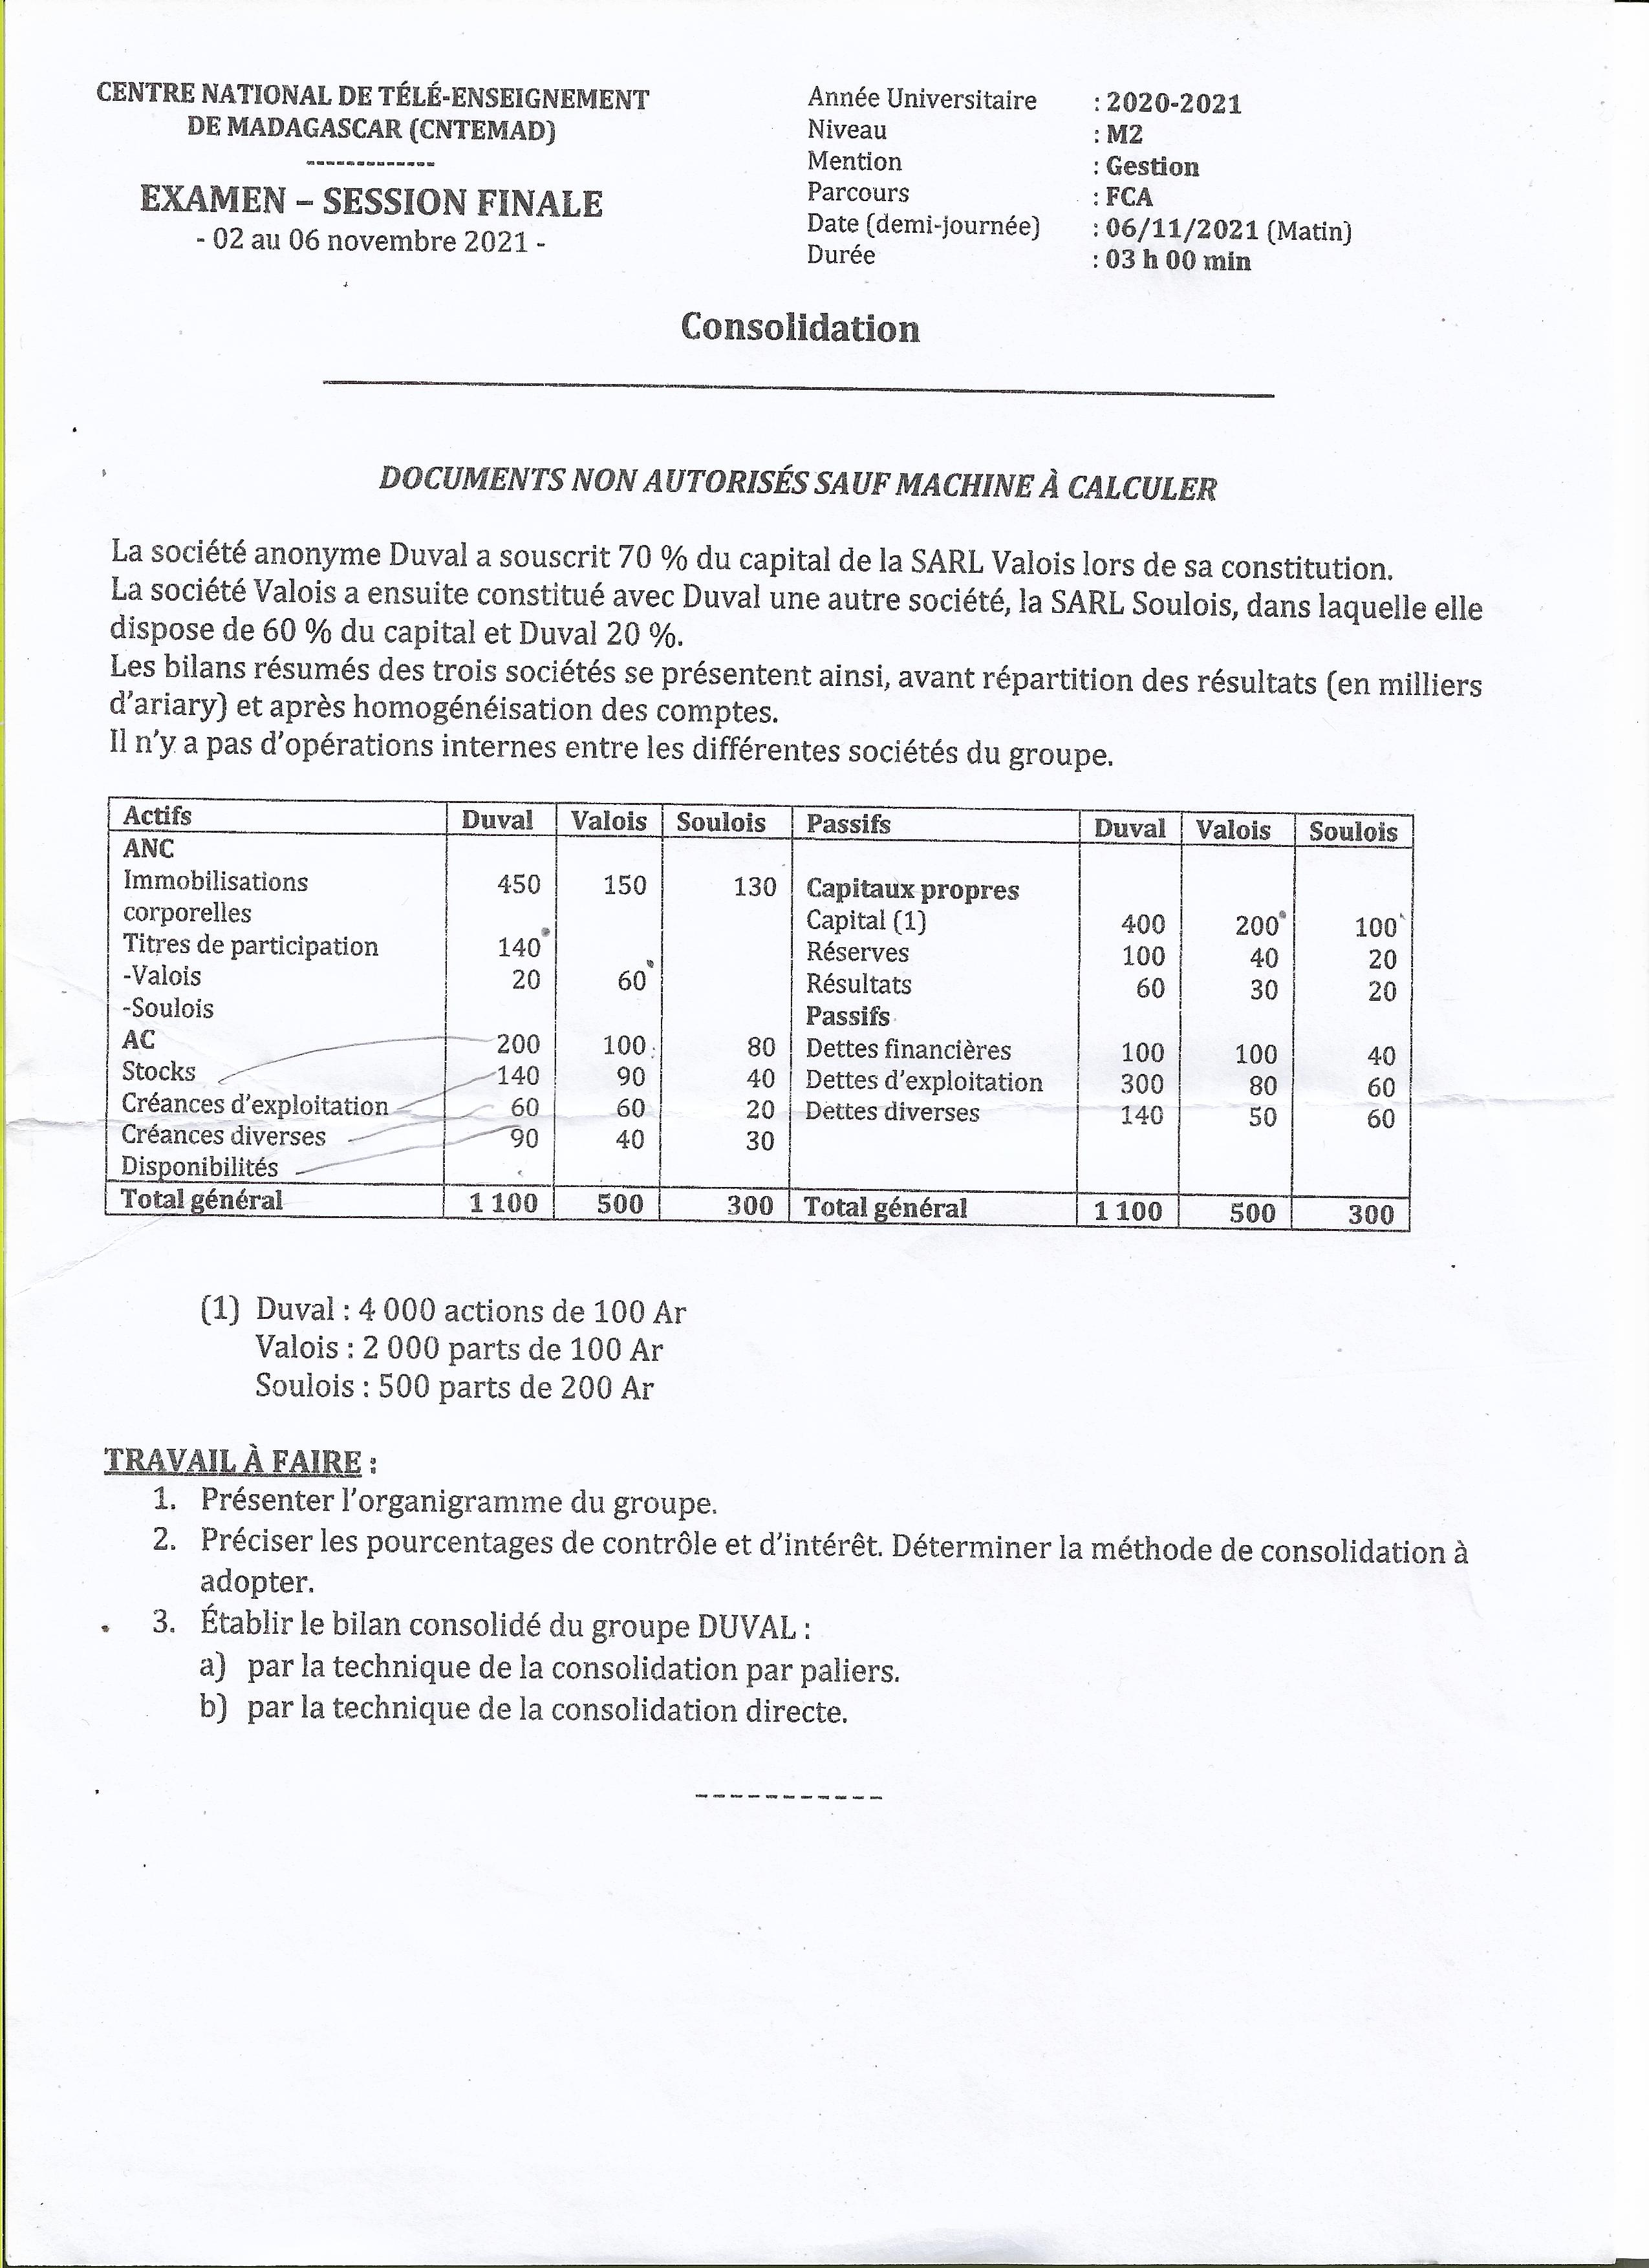 CENTRE NATIONAL DE TÉLÉ-ENSEIGNEMENT
DE MADAGASCAR (CNTEMAD)
-------------
EXAMEN – SESSION FINALE
- 02 au 06 novembre 2021 -
Année Universitaire : 2020-2021
Niveau : M2
Mention : Gestion
Parcours : FCA
Date (demi-journée) : 06/11/2021 (Matin)
Durée : 03 h 00 min
Consolidation
DOCUMENTS NON AUTORISÉS SAUF MACHINE À CALCULER
La société anonyme Duval a souscrit 70 % du capital de la SARL Valois lors de sa constitution.
La société Valois a ensuite constitué avec Duval une autre société, la SARL Soulois, dans laquelle elle
dispose de 60 % du capital et Duval 20 %.
Les bilans résumés des trois sociétés se présentent ainsi, avant répartition des résultats (en milliers
d'ariary) et après homogénéisation des comptes.
Il n'y a pas d'opérations internes entre les différentes sociétés du groupe.
Actifs Duval Valois Soulois Passifs Duval Valois Soulois
ANC
Immobilisations 450 150 130 Capitaux propres
corporelles Capital (1) 400 200 100
Titres de participation 140 Réserves 100 40 20
-Valois 20 60 Résultats 60 30 20
-Soulois Passifs
AC 200 100 80 Dettes financières 100 100 40
Stocks 140 90 40 Dettes d'exploitation 300 80 60
Créances d'exploitation 60 60 20 Dettes diverses 140 50 60
Créances diverses 90 40 30
Disponibilités
Total général 1 100 500 300 Total général 1 100 500 300
(1) Duval : 4 000 actions de 100 Ar
Valois : 2 000 parts de 100 Ar
Soulois : 500 parts de 200 Ar
TRAVAIL À FAIRE :
1. Présenter l'organigramme du groupe.
2. Préciser les pourcentages de contrôle et d'intérêt. Déterminer la méthode de consolidation à
adopter.
3. Établir le bilan consolidé du groupe DUVAL :
a) par la technique de la consolidation par paliers.
b) par la technique de la consolidation directe.
-----------